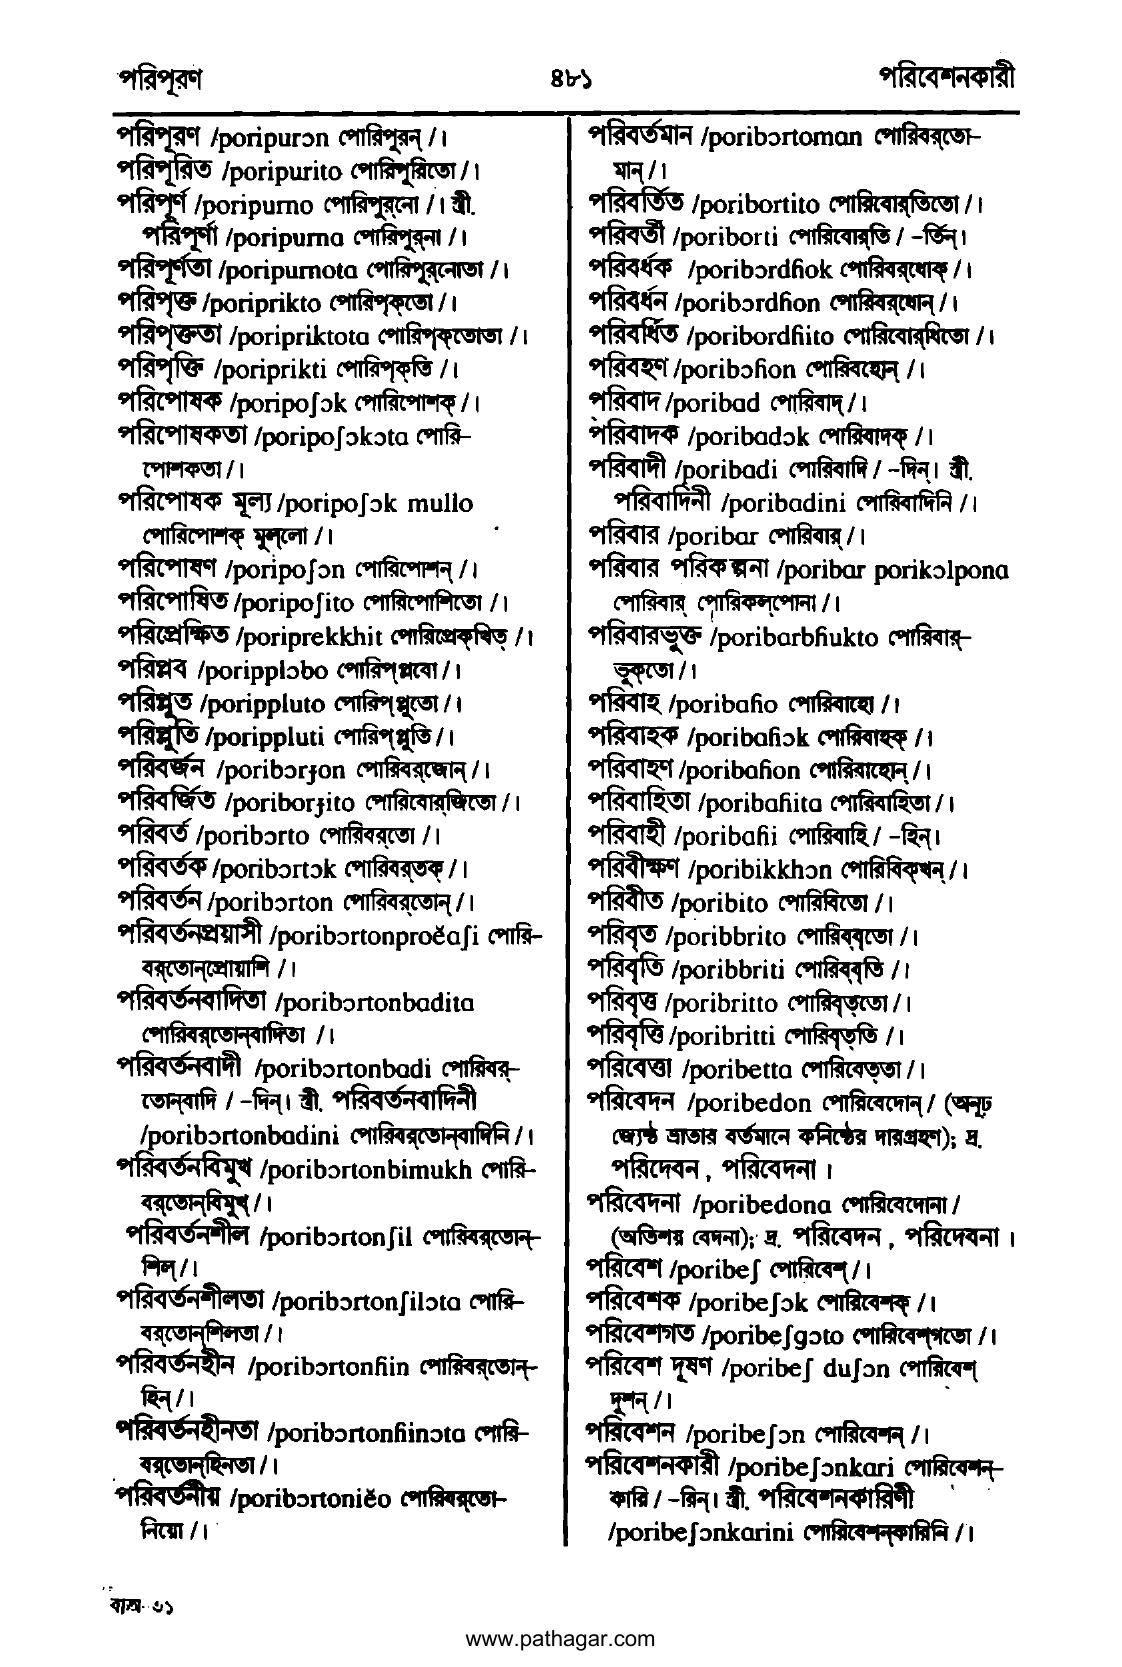 পরিপূরণ ৪৮১ পরিবেশনকারী
পরিপূরণ /poripurɔn পোরিপুরন্ /।
পরিপূরিত /poripurito পোরিপুরিতো /।
পরিপূর্ণ /poripurno পোরিপুর্‌নো /। স্ত্রী.
পরিপূর্ণা /poripurna পোরিপুর্‌না /।
পরিপূর্ণতা /poripurnota পোরিপুর্‌নোতা /।
পরিপৃক্ত /poriprikto পোরিপৃক্‌তো /।
পরিপৃক্ততা /poripriktota পোরিপৃক্‌তোতা /।
পরিপৃক্তি /poriprikti পোরিপৃক্‌তি /।
পরিপোষক /poripoʃɔk পোরিপোশক্ /।
পরিপোষকতা /poripoʃɔkɔta পোরি-
পোশকতা /।
পরিপোষক মূল্য /poripoʃɔk mullo
পোরিপোশক্ মুল্‌লো /।
পরিপোষণ /poripoʃɔn পোরিপোশন্ /।
পরিপোষিত /poripoʃito পোরিপোশিতো /।
পরিপ্রেক্ষিত /poriprekkhit পোরিপ্রেক্‌খিত্ /।
পরিপ্লব /poripplɔbo পোরিপ্‌প্লবো /।
পরিপ্লুত /porippluto পোরিপ্‌প্লুতো /।
পরিপ্লুতি /porippluti পোরিপ্‌প্লুতি /।
পরিবর্জন /poribɔrɟon পোরিবর্‌জোন্ /।
পরিবর্জিত /poriborɟito পোরিবোর্‌জিতো /।
পরিবর্ত /poribɔrto পোরিবর্‌তো /।
পরিবর্তক /poribɔrtɔk পোরিবর্‌তক্ /।
পরিবর্তন /poribɔrton পোরিবর্‌তোন্ /।
পরিবর্তনপ্রয়াসী /poribɔrtonproĕaʃi পোরি-
বর্‌তোন্‌প্রোয়াশি /।
পরিবর্তনবাদিতা /poribɔrtonbadita
পোরিবর্‌তোন্‌বাদিতা /।
পরিবর্তনবাদী /poribɔrtonbadi পোরিবর্‌-
তোন্‌বাদি / -দিন্। স্ত্রী. পরিবর্তনবাদিনী
/poribɔrtonbadini পোরিবর্‌তোন্‌বাদিনি /।
পরিবর্তনবিমুখ /poribɔrtonbimukh পোরি-
বর্‌তোন্‌বিমুখ্ /।
পরিবর্তনশীল /poribɔrtonʃil পোরিবর্‌তোন্‌-
শিল্ /।
পরিবর্তনশীলতা /poribɔrtonʃilɔta পোরি-
বর্‌তোন্‌শিলতা /।
পরিবর্তনহীন /poribɔrtonɦin পোরিবর্‌তোন্‌-
হিন্ /।
পরিবর্তনহীনতা /poribɔrtonɦinɔta পোরি-
বর্‌তোন্‌হিনতা /।
পরিবর্তনীয় /poribɔrtoniĕo পোরিবর্‌তো-
নিয়ো /।
পরিবর্তমান /poribɔrtoman পোরিবর্‌তো-
মান্ /।
পরিবর্তিত /poribortito পোরিবোর্‌তিতো /।
পরিবর্তী /poriborti পোরিবোর্‌তি / -র্তিন্।
পরিবর্ধক /poribɔrdɦok পোরিবর্‌ধোক্ /।
পরিবর্ধন /poribɔrdɦon পোরিবর্‌ধোন্ /।
পরিবর্ধিত /poribordɦito পোরিবোর্‌ধিতো /।
পরিবহণ /poribɔɦon পোরিবহোন্ /।
পরিবাদ /poribad পোরিবাদ্ /।
পরিবাদক /poribadɔk পোরিবাদক্ /।
পরিবাদী /poribadi পোরিবাদি / -দিন্। স্ত্রী.
পরিবাদিনী /poribadini পোরিবাদিনি /।
পরিবার /poribar পোরিবার্ /।
পরিবার পরিকল্পনা /poribar porikɔlpona
পোরিবার্ পোরিকল্‌পোনা /।
পরিবারভুক্ত /poribarbɦukto পোরিবার্‌-
ভুক্‌তো /।
পরিবাহ /poribaɦo পোরিবাহো /।
পরিবাহক /poribaɦɔk পোরিবাহক্ /।
পরিবাহণ /poribaɦon পোরিবাহোন্ /।
পরিবাহিতা /poribaɦita পোরিবাহিতা /।
পরিবাহী /poribaɦi পোরিবাহি / -হিন্।
পরিবীক্ষণ /poribikkhɔn পোরিবিক্‌খন্ /।
পরিবীত /poribito পোরিবিতো /।
পরিবৃত /poribbrito পোরিব্‌বৃতো /।
পরিবৃতি /poribbriti পোরিব্‌বৃতি /।
পরিবৃত্ত /poribritto পোরিবৃত্‌তো /।
পরিবৃত্তি /poribritti পোরিবৃত্‌তি /।
পরিবেত্তা /poribetta পোরিবেত্‌তা /।
পরিবেদন /poribedon পোরিবেদোন্ / (অনূঢ়
জ্যেষ্ঠ ভ্রাতার বর্তমানে কনিষ্ঠের দারগ্রহণ); দ্র.
পরিদেবন , পরিবেদনা ।
পরিবেদনা /poribedona পোরিবেদোনা /
(অতিশয় বেদনা); দ্র. পরিবেদন , পরিদেবনা ।
পরিবেশ /poribeʃ পোরিবেশ্ /।
পরিবেশক /poribeʃɔk পোরিবেশক্ /।
পরিবেশগত /poribeʃgɔto পোরিবেশ্‌গতো /।
পরিবেশ দূষণ /poribeʃ duʃɔn পোরিবেশ্
দুশন্ /।
পরিবেশন /poribeʃɔn পোরিবেশন্ /।
পরিবেশনকারী /poribeʃɔnkari পোরিবেশন্‌-
কারি / -রিন্। স্ত্রী. পরিবেশনকারিণী
/poribeʃɔnkarini পোরিবেশন্‌কারিনি /।
৬১
www.pathagar.com